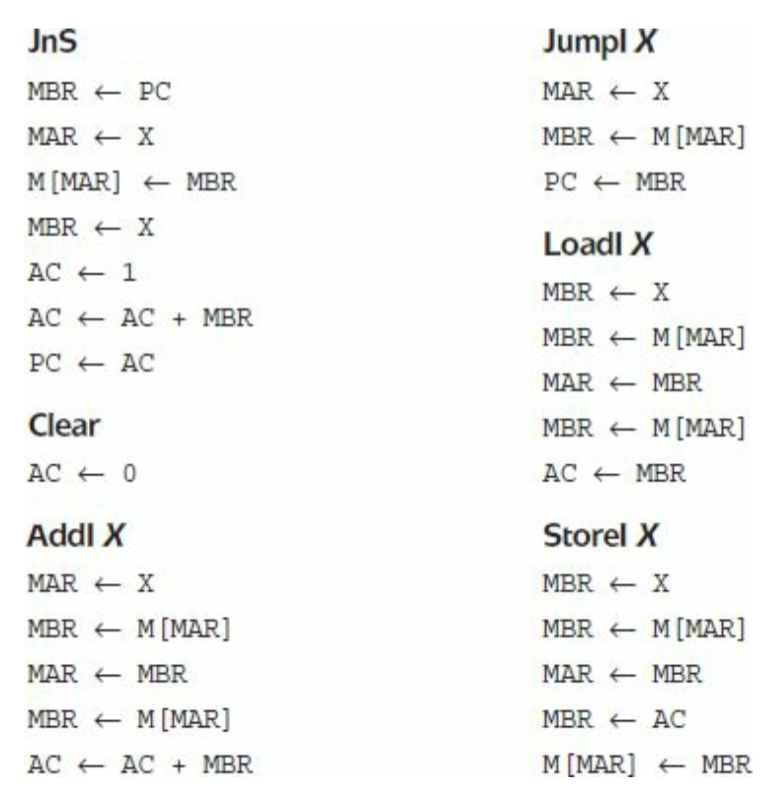 JnS
MBR ← PC
MAR ← X
M[MAR] ← MBR
MBR ← X
AC ← 1
AC ← AC + MBR
PC ← AC
Clear
AC ← 0
AddI X
MAR ← X
MBR ← M[MAR]
MAR ← MBR
MBR ← M[MAR]
AC ← AC + MBR
JumpI X
MAR ← X
MBR ← M[MAR]
PC ← MBR
LoadI X
MBR ← X
MBR ← M[MAR]
MAR ← MBR
MBR ← M[MAR]
AC ← MBR
StoreI X
MBR ← X
MBR ← M[MAR]
MAR ← MBR
MBR ← AC
M[MAR] ← MBR